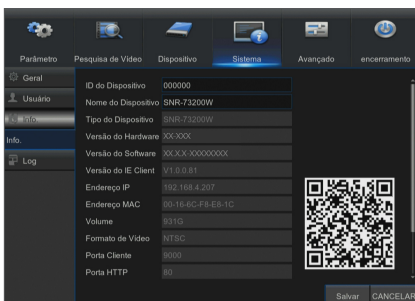 Parâmetro Pesquisa de Vídeo Dispositivo Sistema Avançado encerramento
Geral
Usuário
Info
Info.
Log
ID do Dispositivo 000000
Nome do Dispositivo SNR-73200W
Tipo do Dispositivo SNR-73200W
Versão do Hardware XX-XXX
Versão do Software XX.X.X-XXXXXXXX
Versão do IE Client V1.0.0.81
Endereço IP 192.168.4.207
Endereço MAC 00-16-6C-F8-E8-1C
Volume 931G
Formato de Vídeo NTSC
Porta Cliente 9000
Porta HTTP 80
Salvar CANCELAR